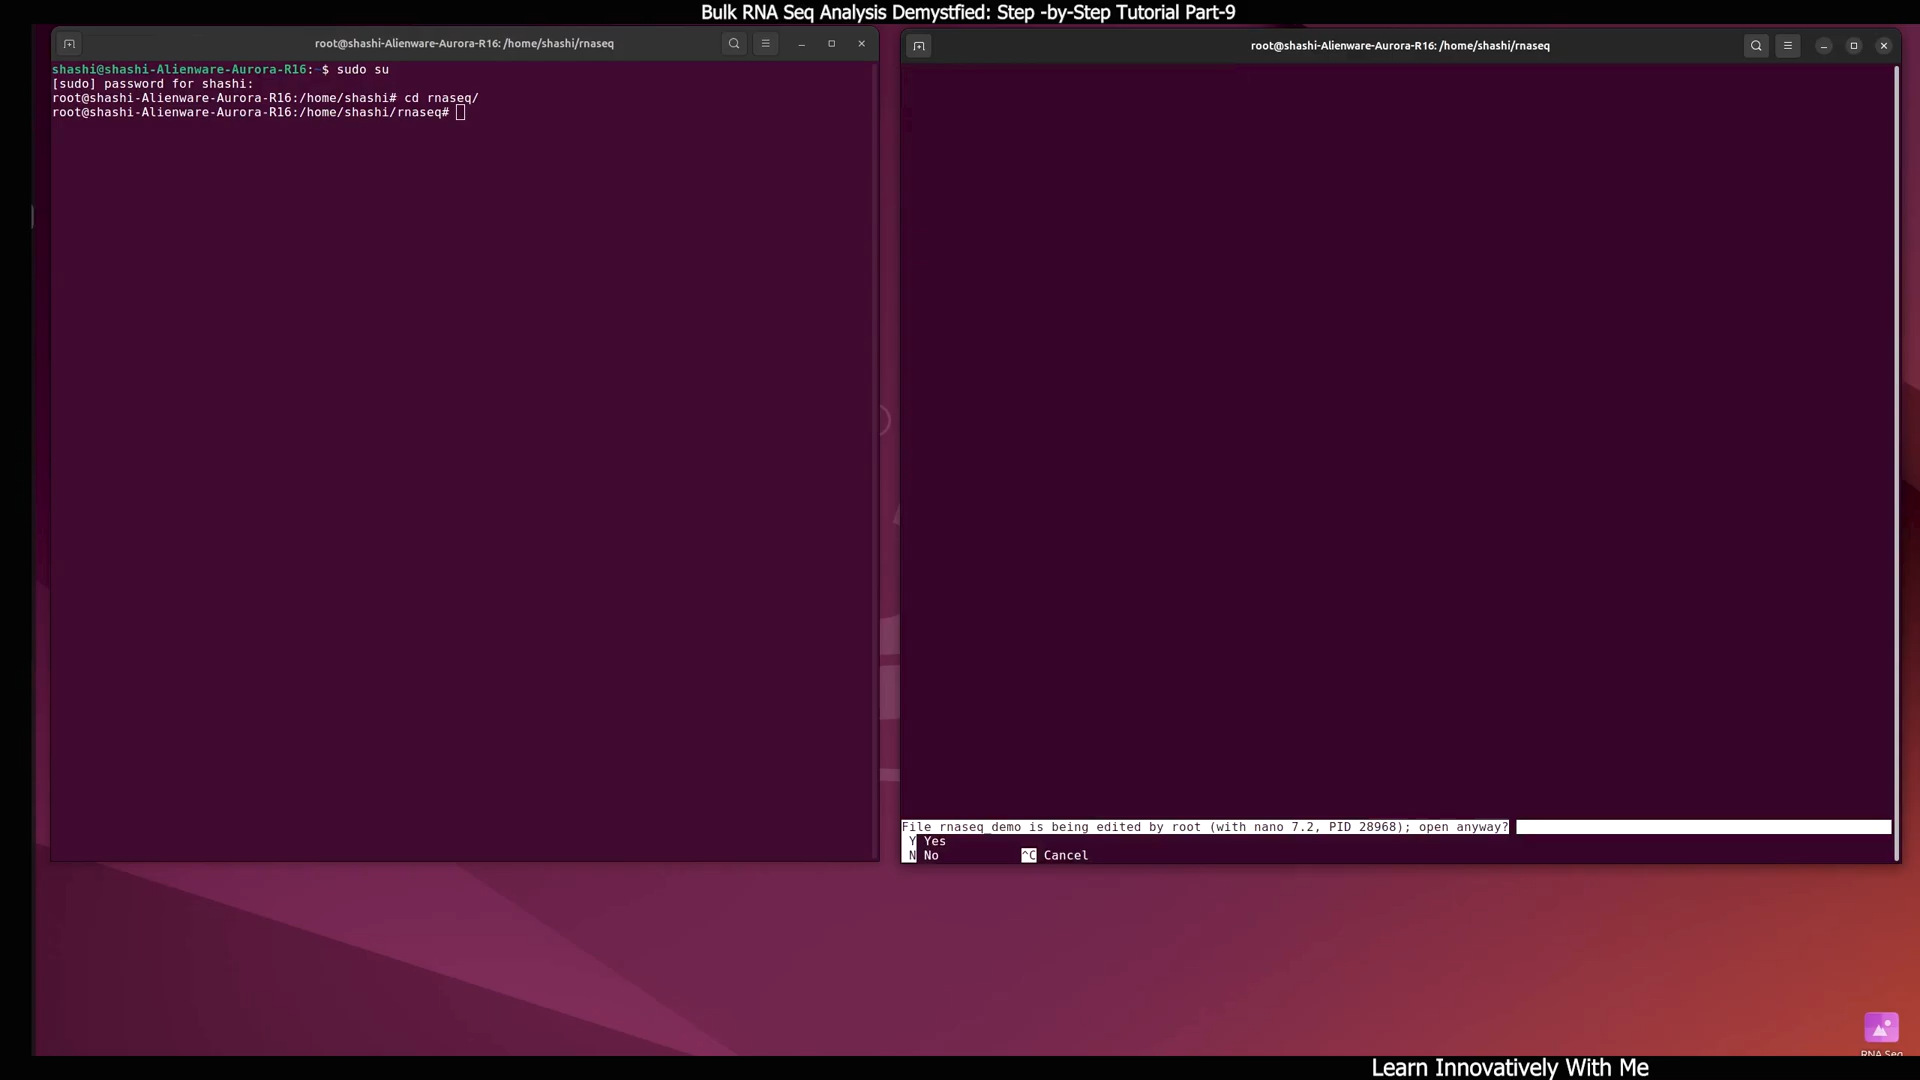 Bulk RNA Seq Analysis Demystfied: Step -by-Step Tutorial Part-9
root@shashi-Alienware-Aurora-R16: /home/shashi/rnaseq
shashi@shashi-Alienware-Aurora-R16:~$ sudo su
[sudo] password for shashi:
root@shashi-Alienware-Aurora-R16:/home/shashi# cd rnaseq/
root@shashi-Alienware-Aurora-R16:/home/shashi/rnaseq#
root@shashi-Alienware-Aurora-R16: /home/shashi/rnaseq
File rnaseq_demo is being edited by root (with nano 7.2, PID 28968); open anyway?
Y Yes
N No ^C Cancel
RNA Seq
Learn Innovatively With Me